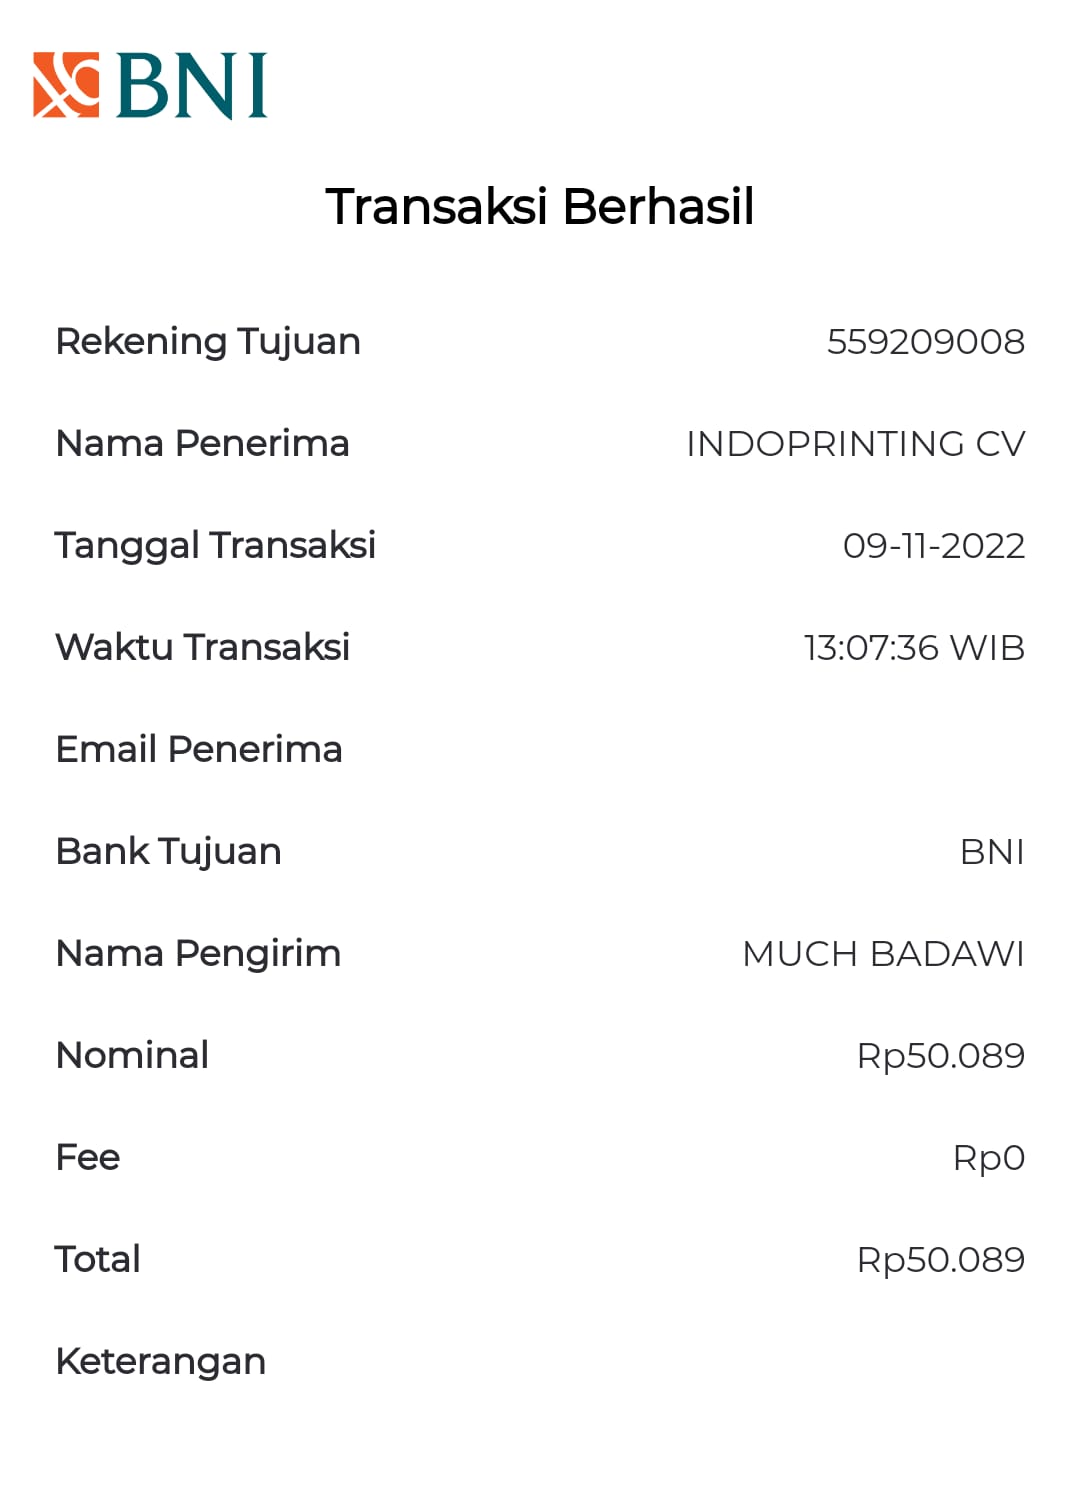 BNI
Transaksi Berhasil
Rekening Tujuan 559209008
Nama Penerima INDOPRINTING CV
Tanggal Transaksi 09-11-2022
Waktu Transaksi 13:07:36 WIB
Email Penerima
Bank Tujuan BNI
Nama Pengirim MUCH BADAWI
Nominal Rp50.089
Fee Rp0
Total Rp50.089
Keterangan